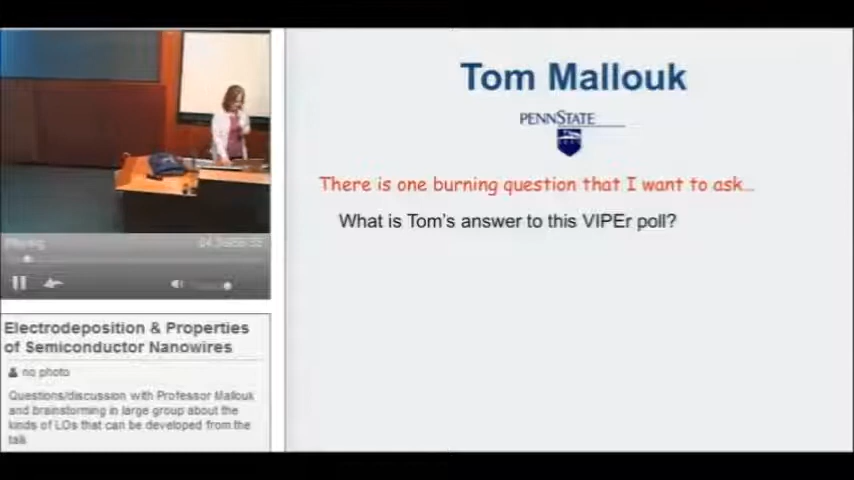 Tom Mallouk
PENNSTATE
There is one burning question that I want to ask...
What is Tom's answer to this VIPEr poll?
Electrodeposition & Properties
of Semiconductor Nanowires
no photo
Questions/discussion with Professor Mallouk
and brainstorming in large group about the
kinds of LOs that can be developed from the
talk